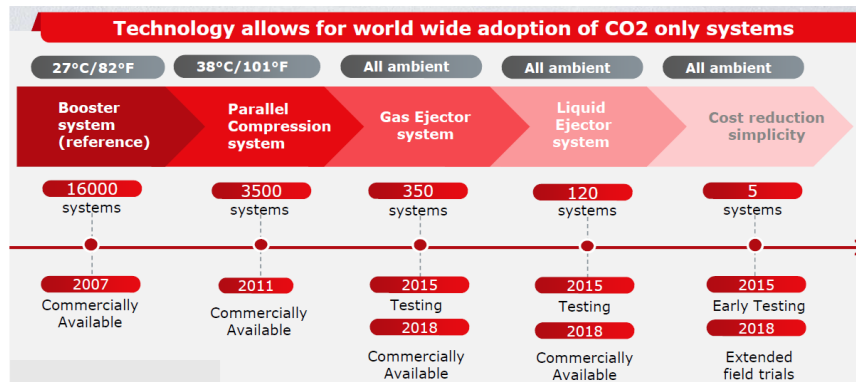 Technology allows for world wide adoption of CO2 only systems
27°C/82°F
38°C/101°F
All ambient
All ambient
All ambient
Booster
system
(reference)
Parallel
Compression
system
Gas Ejector
system
Liquid
Ejector
system
Cost reduction
simplicity
16000
systems
3500
systems
350
systems
120
systems
5
systems
2007
Commercially
Available
2011
Commercially
Available
2015
Testing
2018
Commercially
Available
2015
Testing
2018
Commercially
Available
2015
Early Testing
2018
Extended
field trials